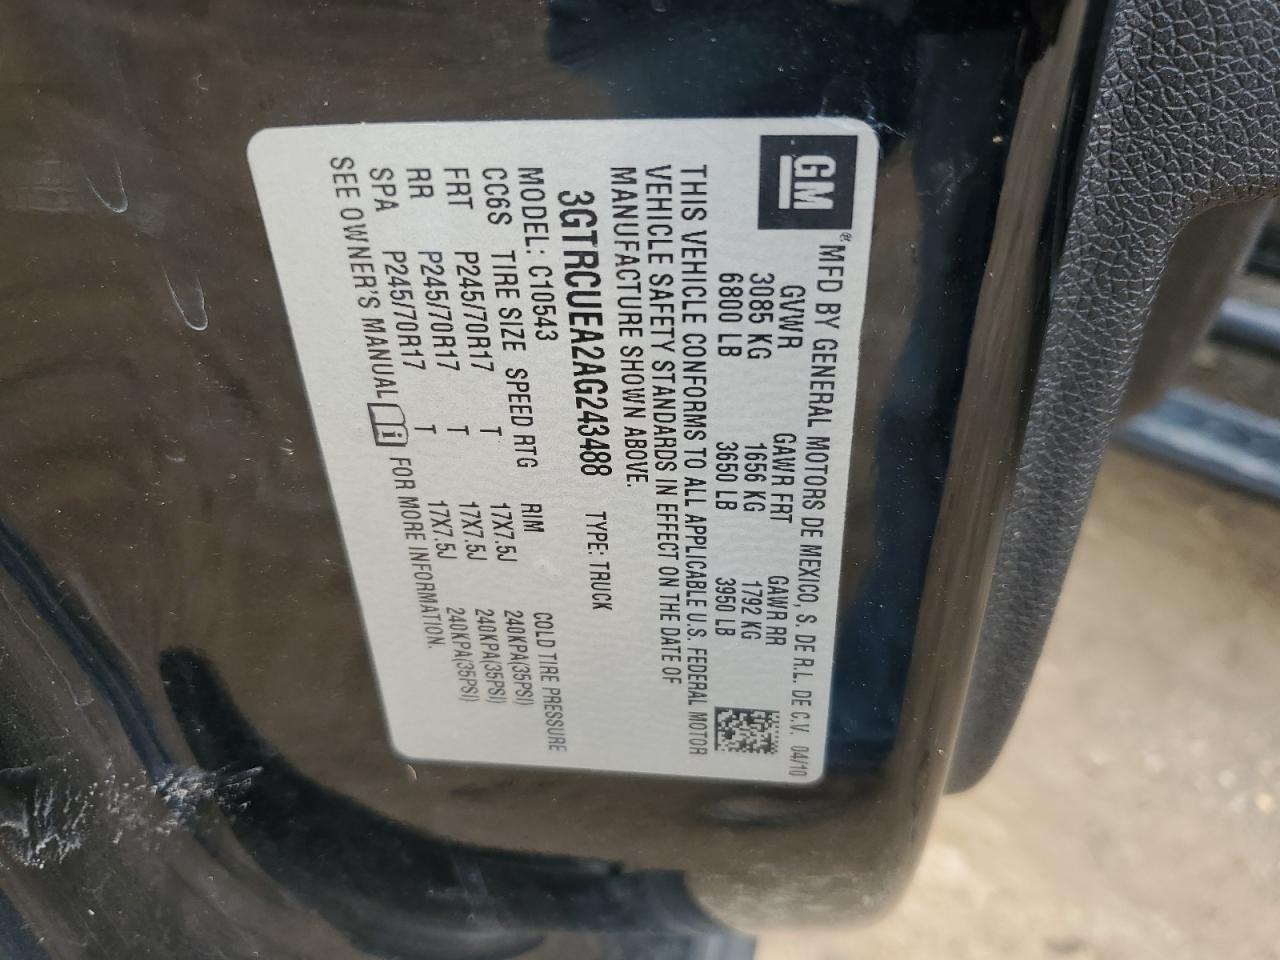 GM ® MFD BY GENERAL MOTORS DE MEXICO, S. DE R.L. DE C.V. 04/10
GVWR GAWR FRT GAWR RR
3085 KG 1656 KG 1792 KG
6800 LB 3650 LB 3950 LB
THIS VEHICLE CONFORMS TO ALL APPLICABLE U.S. FEDERAL MOTOR
VEHICLE SAFETY STANDARDS IN EFFECT ON THE DATE OF
MANUFACTURE SHOWN ABOVE.
3GTRCUEA2AG243488 TYPE: TRUCK
MODEL: C10543
CC6S TIRE SIZE SPEED RTG RIM COLD TIRE PRESSURE
FRT P245/70R17 T 17X7.5J 240KPA(35PSI)
RR P245/70R17 T 17X7.5J 240KPA(35PSI)
SPA P245/70R17 T 17X7.5J 240KPA(35PSI)
SEE OWNER'S MANUAL i FOR MORE INFORMATION.